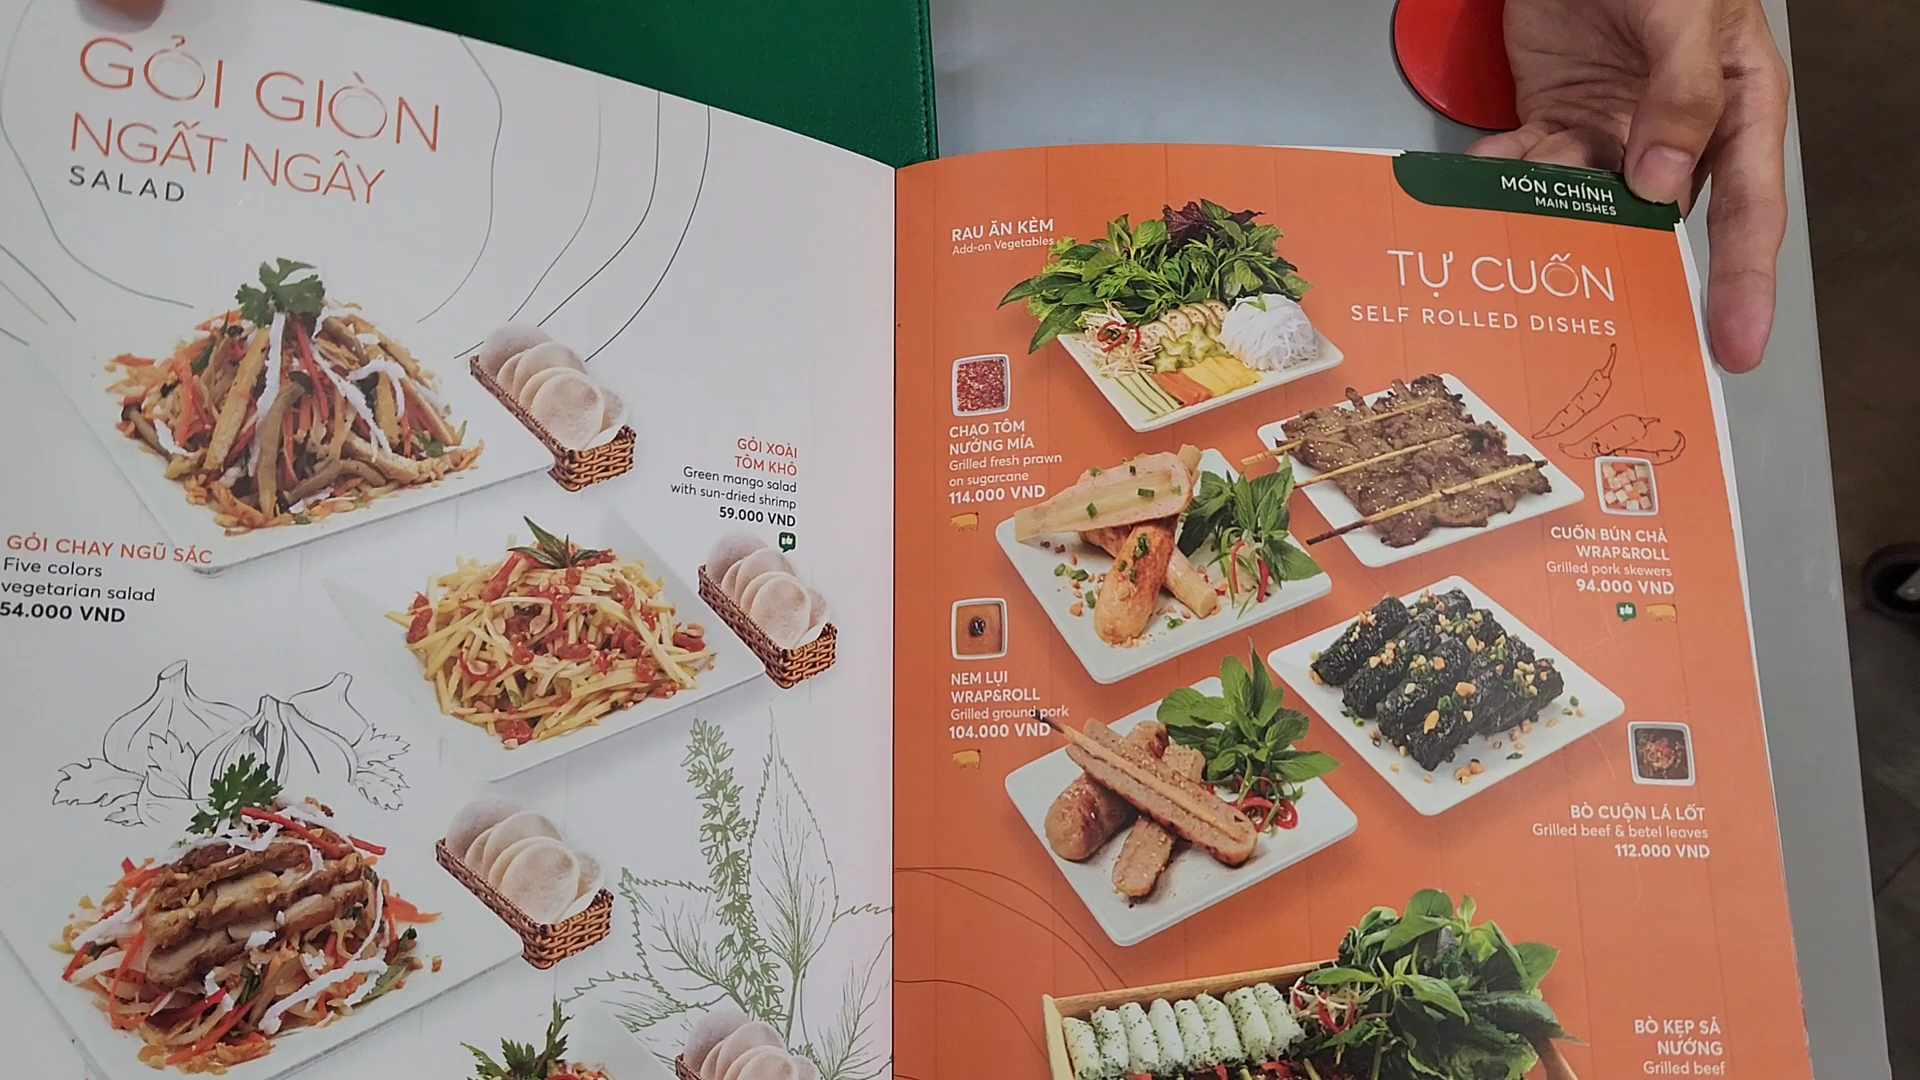 GỎI GIÒN
NGẤT NGÂY
SALAD
GỎI XOÀI
TÔM KHÔ
Green mango salad
with sun-dried shrimp
59.000 VND
GỎI CHAY NGŨ SẮC
Five colors
vegetarian salad
54.000 VND
MÓN CHÍNH
MAIN DISHES
RAU ĂN KÈM
Add-on Vegetables
TỰ CUỐN
SELF ROLLED DISHES
CHẠO TÔM
NƯỚNG MÍA
Grilled fresh prawn
on sugarcane
114.000 VND
CUỐN BÚN CHẢ
WRAP&ROLL
Grilled pork skewers
94.000 VND
NEM LỤI
WRAP&ROLL
Grilled ground pork
104.000 VND
BÒ CUỘN LÁ LỐT
Grilled beef & betel leaves
112.000 VND
BÒ KẸP SẢ
NƯỚNG
Grilled beef